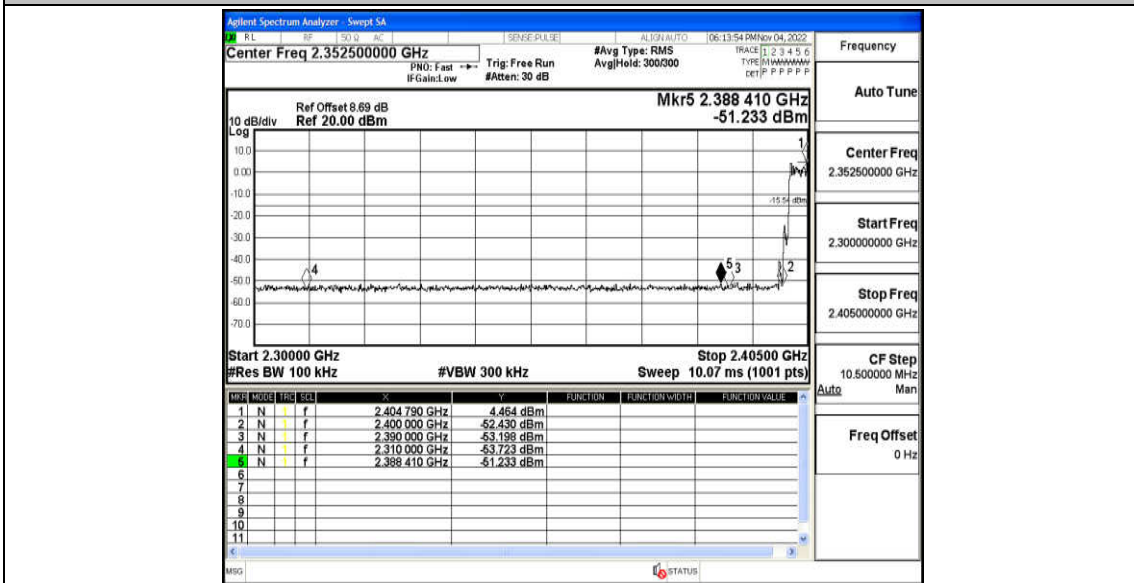 Agilent Spectrum Analyzer - Swept SA
RL RF 50 Ω AC SENSE:PULSE ALIGN AUTO 06:13:54 PM Nov 04, 2022
Center Freq 2.352500000 GHz #Avg Type: RMS TRACE 1 2 3 4 5 6
PNO: Fast Trig: Free Run Avg|Hold: 300/300 TYPE M
IFGain:Low #Atten: 30 dB DET P P P P P P
Mkr5 2.388 410 GHz
Ref Offset 8.69 dB
10 dB/div Ref 20.00 dBm -51.233 dBm
Log
10.0
0.00
-10.0
-15.54 dBm
-20.0
-30.0
-40.0
-50.0
-60.0
-70.0
1
4
5
3
2
Start 2.30000 GHz Stop 2.40500 GHz
#Res BW 100 kHz #VBW 300 kHz Sweep 10.07 ms (1001 pts)
MKR MODE TRC SCL X Y FUNCTION FUNCTION WIDTH FUNCTION VALUE
1 N 1 f 2.404 790 GHz 4.464 dBm
2 N 1 f 2.400 000 GHz -52.430 dBm
3 N 1 f 2.390 000 GHz -53.198 dBm
4 N 1 f 2.310 000 GHz -53.723 dBm
5 N 1 f 2.388 410 GHz -51.233 dBm
6
7
8
9
10
11
MSG STATUS
Frequency
Auto Tune
Center Freq
2.352500000 GHz
Start Freq
2.300000000 GHz
Stop Freq
2.405000000 GHz
CF Step
10.500000 MHz
Auto Man
Freq Offset
0 Hz